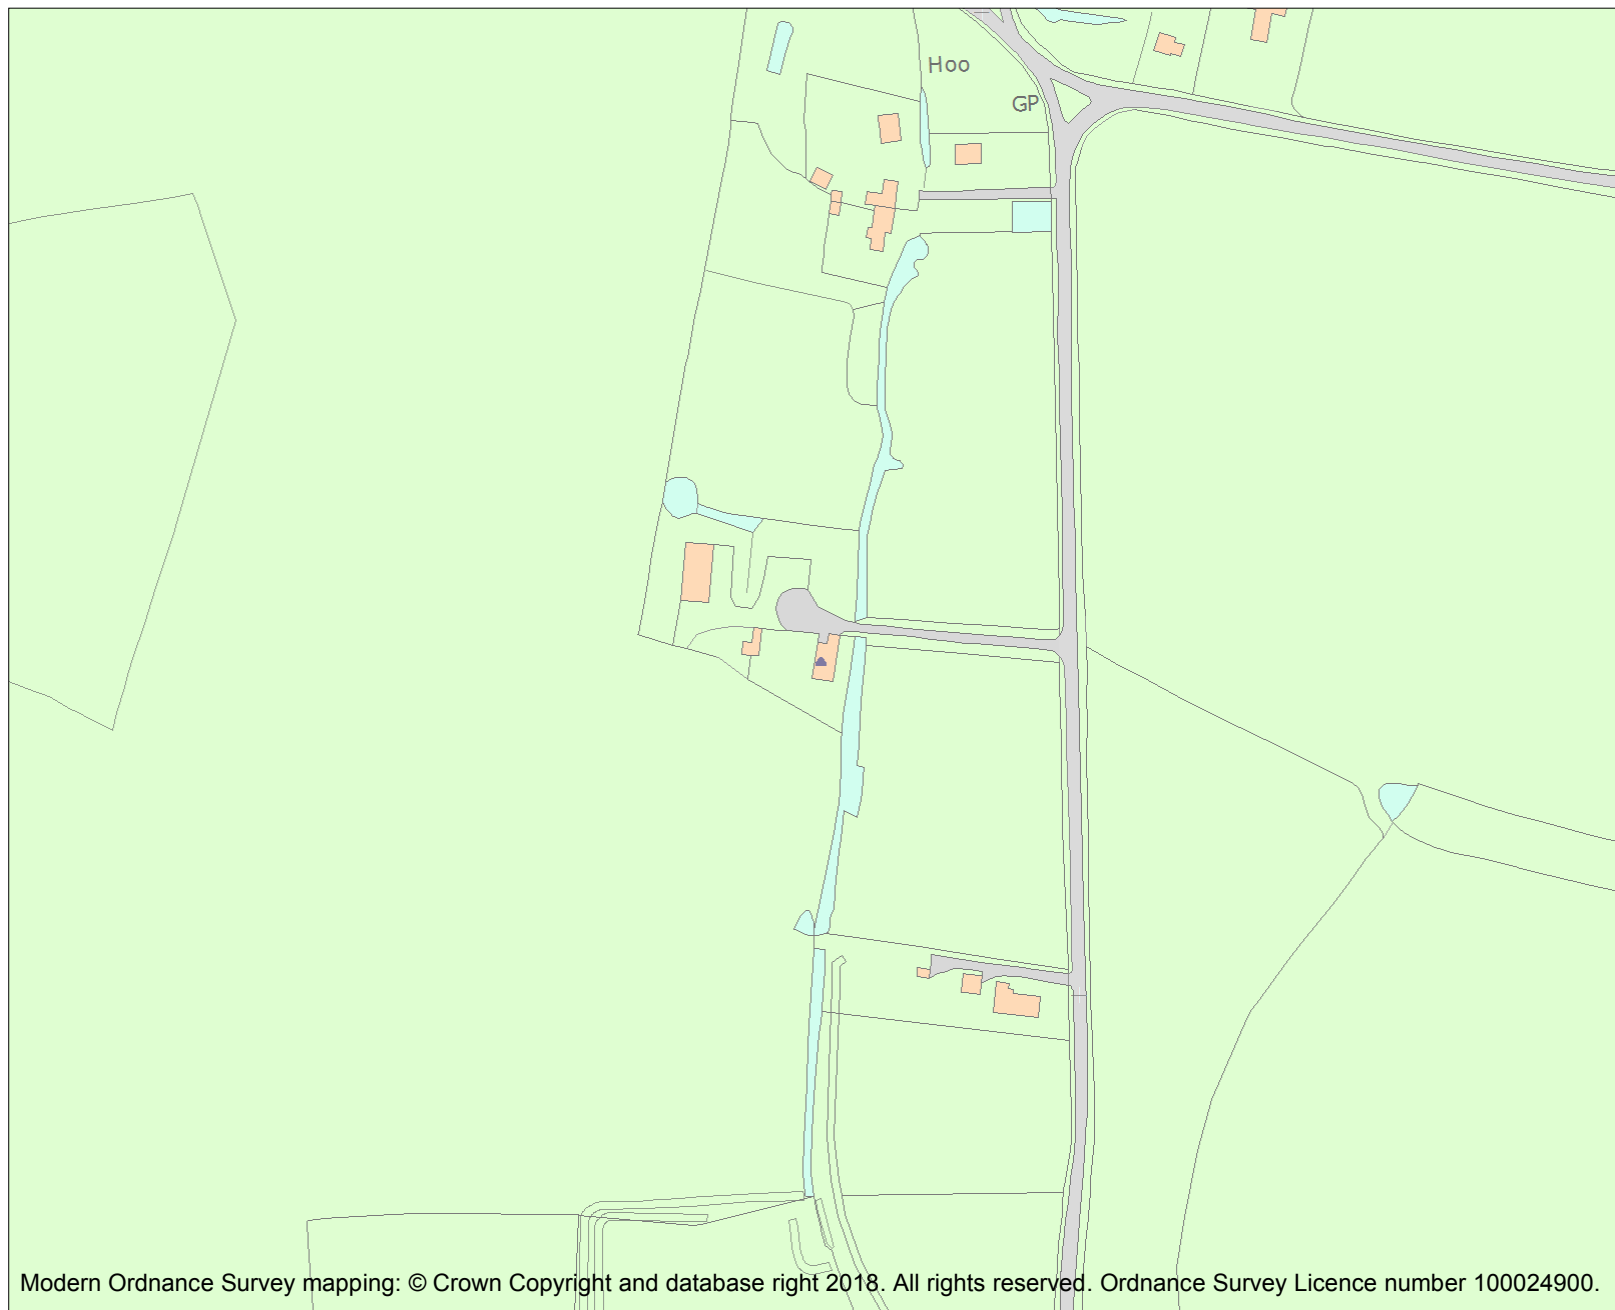 Hoo
GP
Modern Ordnance Survey mapping: © Crown Copyright and database right 2018. All rights reserved. Ordnance Survey Licence number 100024900.